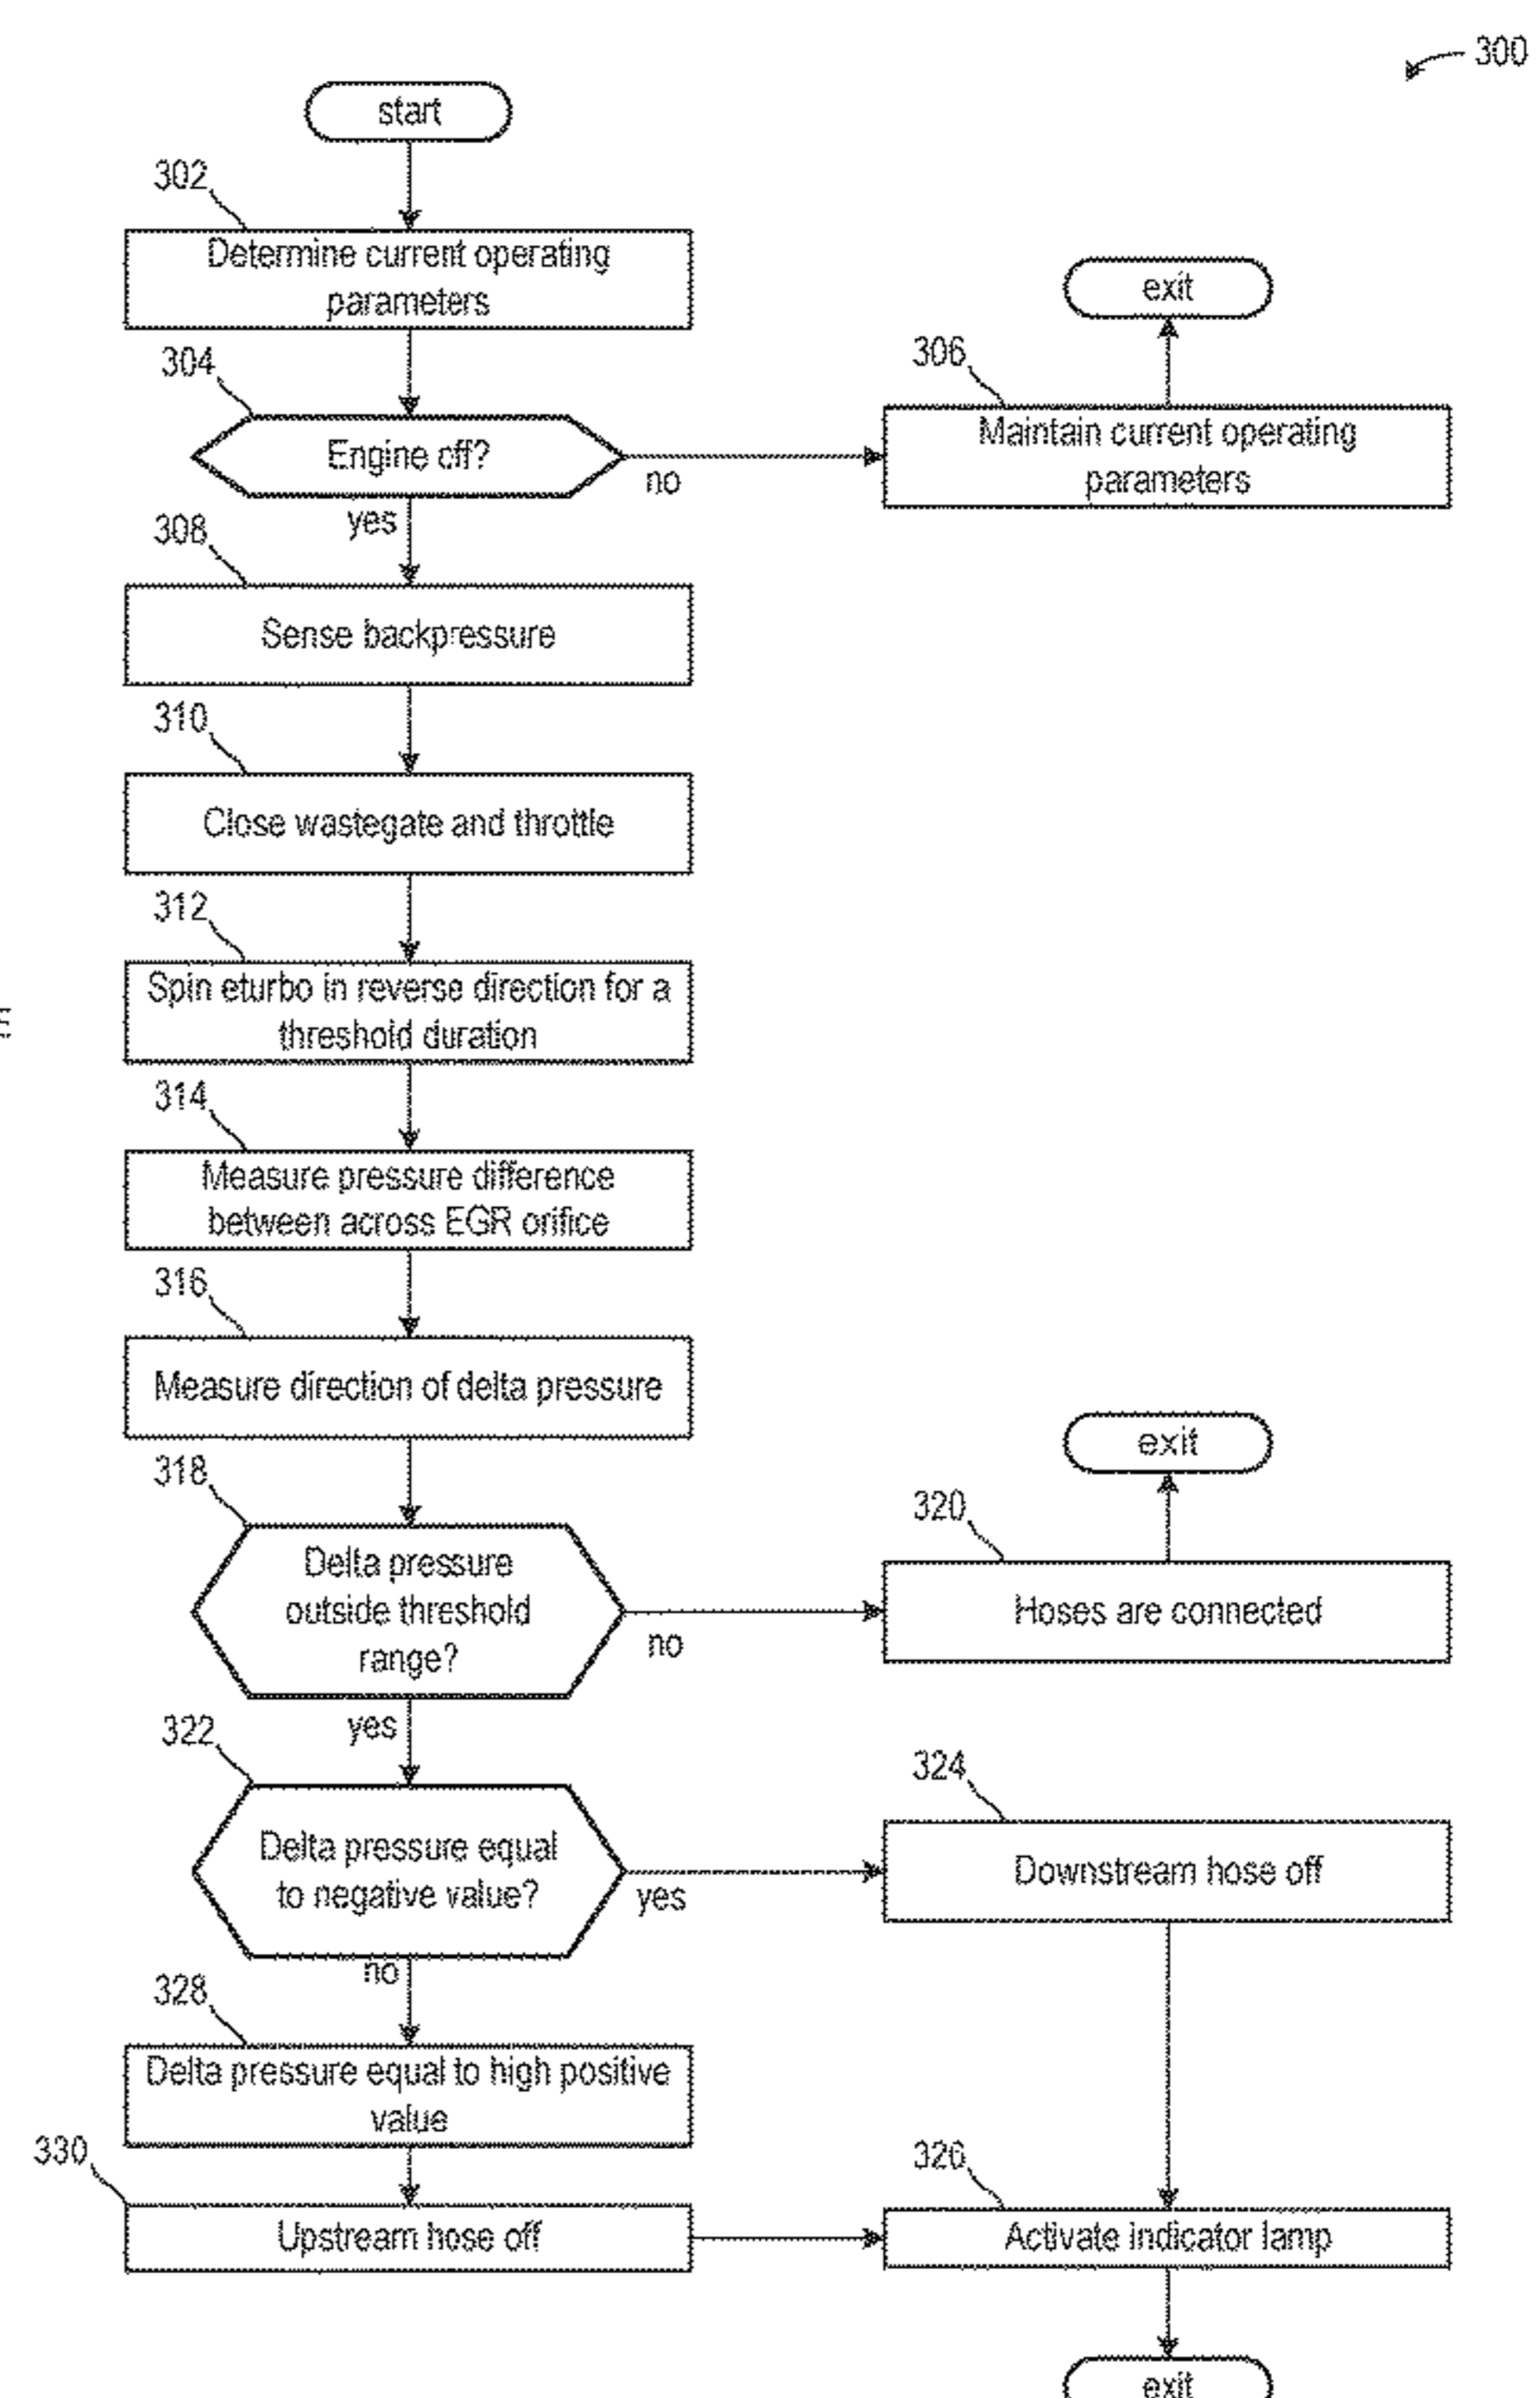 300
start
302
Determine current operating
parameters
exit
304
Engine off?
no
yes
306
Maintain current operating
parameters
308
Sense backpressure
310
Close wastegate and throttle
312
Spin eturbo in reverse direction for a
threshold duration
314
Measure pressure difference
between across EGR orifice
316
Measure direction of delta pressure
exit
318
Delta pressure
outside threshold
range?
no
yes
320
Hoses are connected
322
Delta pressure equal
to negative value?
yes
no
324
Downstream hose off
328
Delta pressure equal to high positive
value
330
Upstream hose off
326
Activate indicator lamp
exit